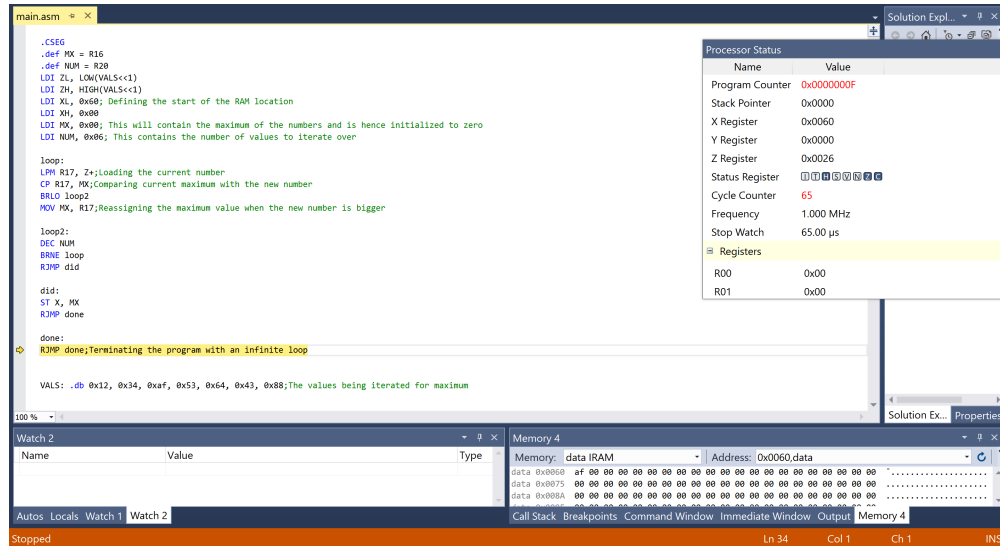 main.asm
.CSEG
.def MX = R16
.def NUM = R20
LDI ZL, LOW(VALS<<1)
LDI ZH, HIGH(VALS<<1)
LDI XL, 0x60; Defining the start of the RAM location
LDI XH, 0x00
LDI MX, 0x00; This will contain the maximum of the numbers and is hence initialized to zero
LDI NUM, 0x06; This contains the number of values to iterate over
loop:
LPM R17, Z+;Loading the current number
CP R17, MX;Comparing current maximum with the new number
BRLO loop2
MOV MX, R17;Reassigning the maximum value when the new number is bigger
loop2:
DEC NUM
BRNE loop
RJMP did
did:
ST X, MX
RJMP done
done:
RJMP done;Terminating the program with an infinite loop
VALS: .db 0x12, 0x34, 0xaf, 0x53, 0x64, 0x43, 0x88;The values being iterated for maximum
100 %
Solution Expl...
Processor Status
Name Value
Program Counter 0x0000000F
Stack Pointer 0x0000
X Register 0x0060
Y Register 0x0000
Z Register 0x0026
Status Register I T H S V N Z C
Cycle Counter 65
Frequency 1.000 MHz
Stop Watch 65.00 µs
Registers
R00 0x00
R01 0x00
Solution Ex... Properties
Watch 2
Name Value Type
Autos Locals Watch 1 Watch 2
Memory 4
Memory: data IRAM Address: 0x0060,data
data 0x0060 af 00 00 00 00 00 00 00 00 00 00 00 00 00 00 00 00 00 00 00 00 ¯....................
data 0x0075 00 00 00 00 00 00 00 00 00 00 00 00 00 00 00 00 00 00 00 00 00 .....................
data 0x008A 00 00 00 00 00 00 00 00 00 00 00 00 00 00 00 00 00 00 00 00 00 .....................
Call Stack Breakpoints Command Window Immediate Window Output Memory 4
Stopped Ln 34 Col 1 Ch 1 INS